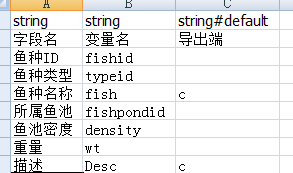 A B C
string string string#default
字段名 变量名 导出端
鱼种ID fishid
鱼种类型 typeid
鱼种名称 fish c
所属鱼池 fishpondid
鱼池密度 density
重量 wt
描述 Desc c